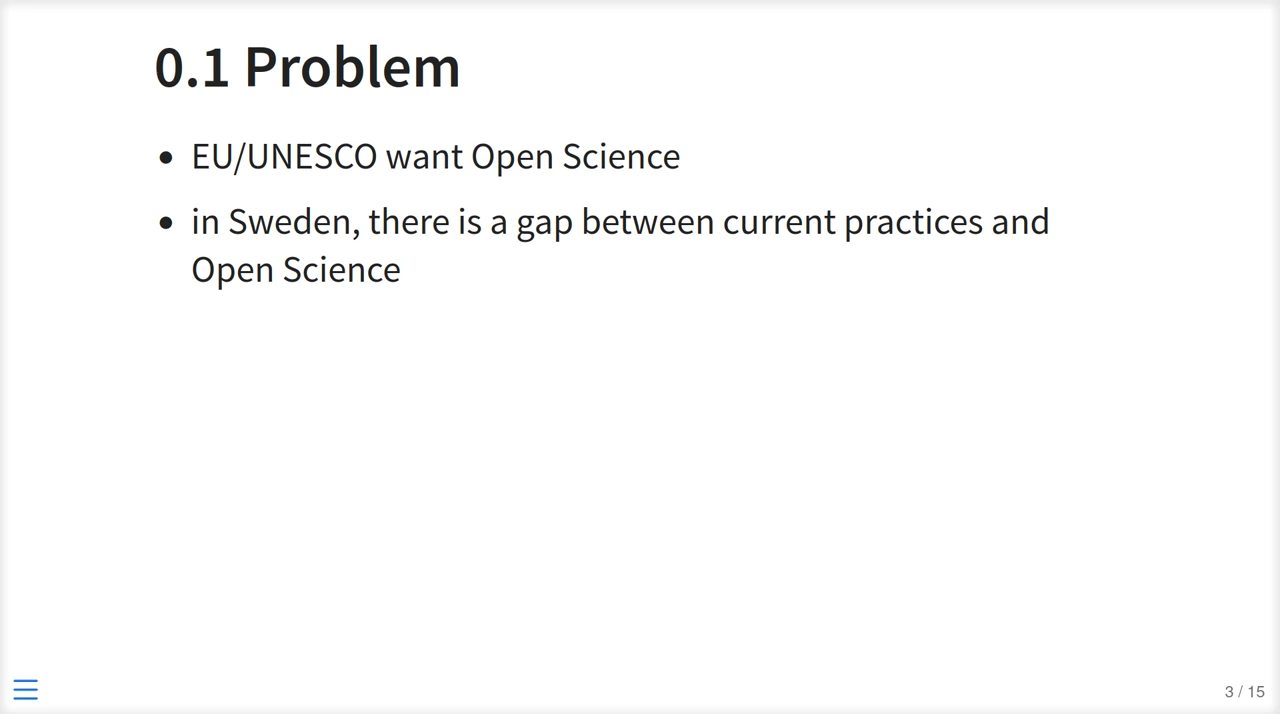 0.1 Problem
• EU/UNESCO want Open Science
• in Sweden, there is a gap between current practices and
Open Science
3 / 15